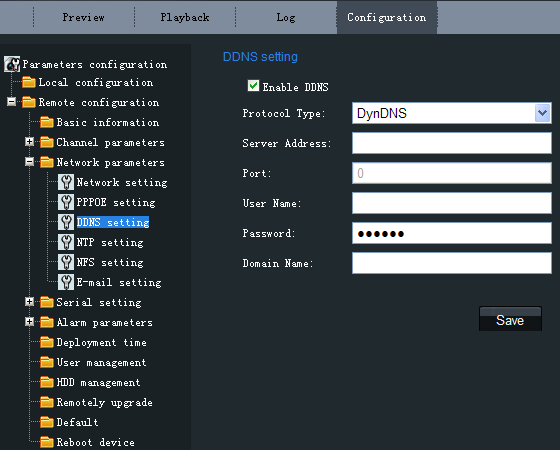 Preview Playback Log Configuration
Parameters configuration
Local configuration
Remote configuration
Basic information
Channel parameters
Network parameters
Network setting
PPPOE setting
DDNS setting
NTP setting
NFS setting
E-mail setting
Serial setting
Alarm parameters
Deployment time
User management
HDD management
Remotely upgrade
Default
Reboot device
DDNS setting
Enable DDNS
Protocol Type: DynDNS
Server Address:
Port: 0
User Name:
Password: ●●●●●●
Domain Name:
Save